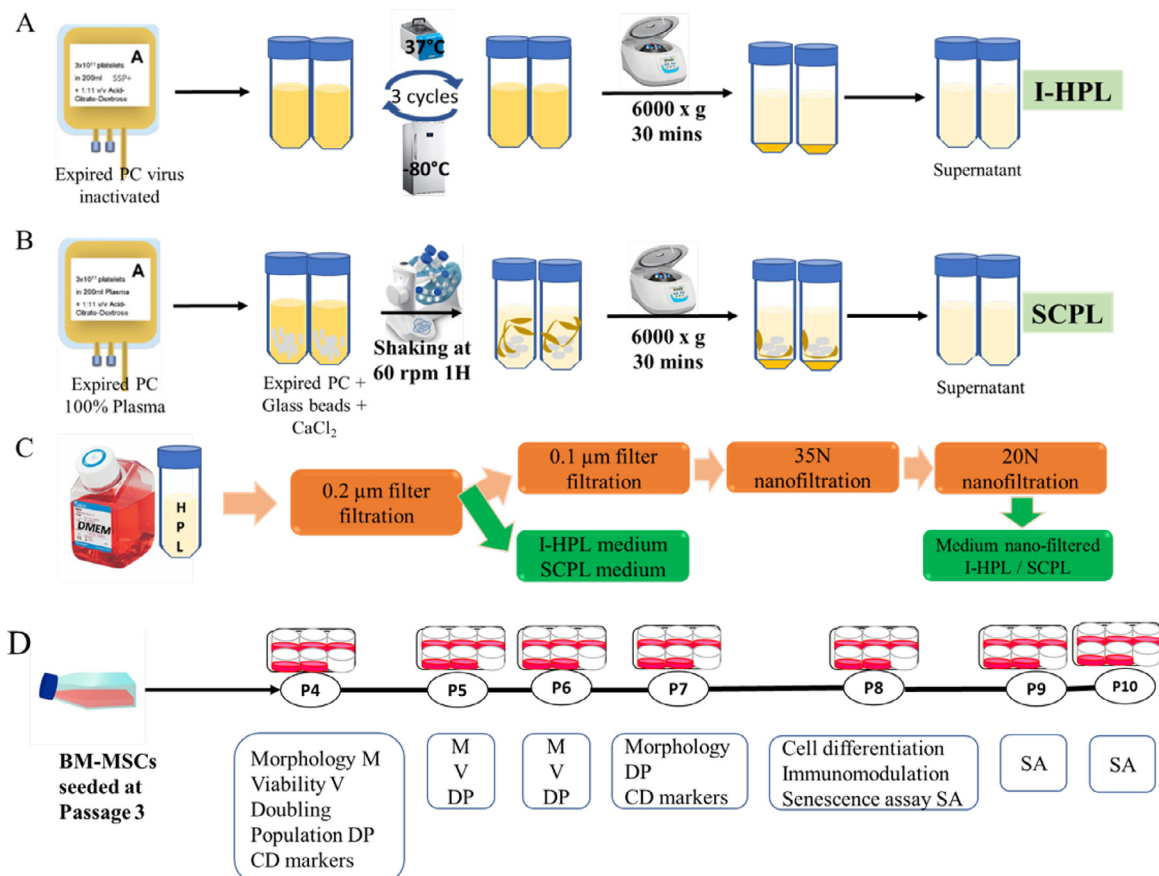 A
3x10¹¹ platelets
A
in 200ml SSP+
+ 1:11 v/v Acid-
Citrate-Dextrose
Expired PC virus
inactivated
37°C
3 cycles
-80°C
6000 x g
30 mins
Supernatant
I-HPL
B
3x10¹¹ platelets
A
in 200ml Plasma
+ 1:11 v/v Acid-
Citrate-Dextrose
Expired PC
100% Plasma
Expired PC +
Glass beads +
CaCl₂
Shaking at
60 rpm 1H
6000 x g
30 mins
Supernatant
SCPL
C
DMEM
H
P
L
0.2 µm filter
filtration
0.1 µm filter
filtration
35N
nanofiltration
20N
nanofiltration
I-HPL medium
SCPL medium
Medium nano-filtered
I-HPL / SCPL
D
BM-MSCs
seeded at
Passage 3
P4
P5
P6
P7
P8
P9
P10
Morphology M
Viability V
Doubling
Population DP
CD markers
M
V
DP
M
V
DP
Morphology
DP
CD markers
Cell differentiation
Immunomodulation
Senescence assay SA
SA
SA